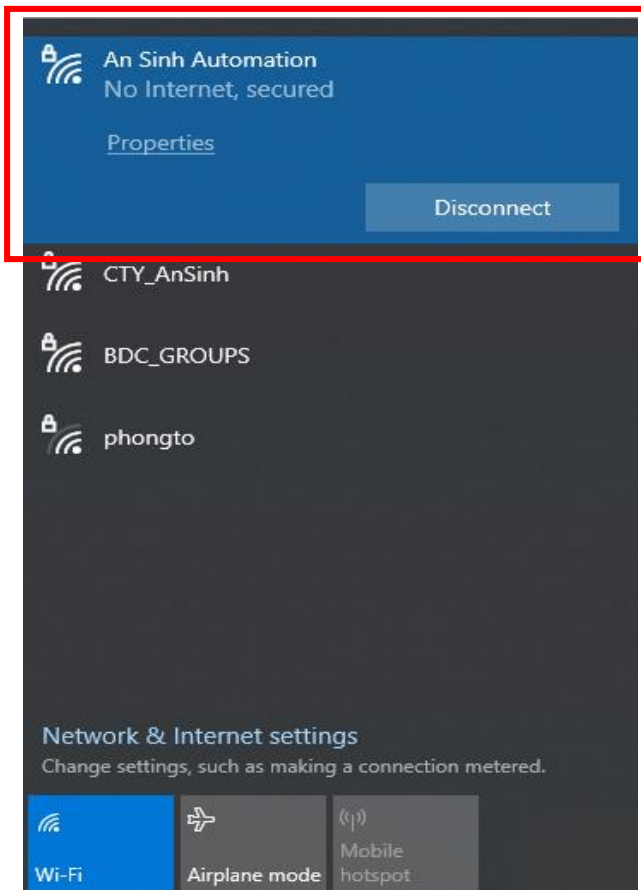 An Sinh Automation
No Internet, secured
Properties
Disconnect
CTY_AnSinh
BDC_GROUPS
phongto
Network & Internet settings
Change settings, such as making a connection metered.
Wi-Fi
Airplane mode
Mobile
hotspot